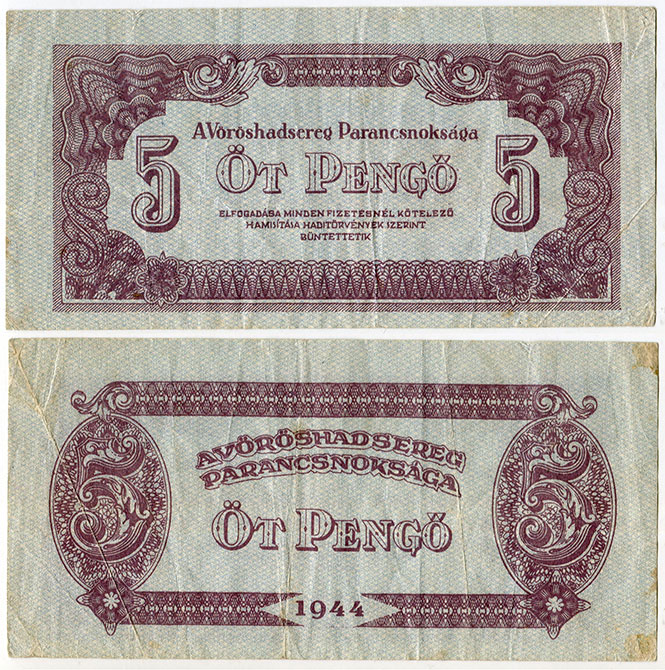 A Vöröshadsereg Parancsnoksága
5 ÖT PENGŐ 5
ELFOGADÁSA MINDEN FIZETÉSNÉL KÖTELEZŐ
HAMISÍTÁSA HADITÖRVÉNYEK SZERINT
BÜNTETTETIK
A VÖRÖSHADSEREG
PARANCSNOKSÁGA
5 ÖT PENGŐ 5
1944